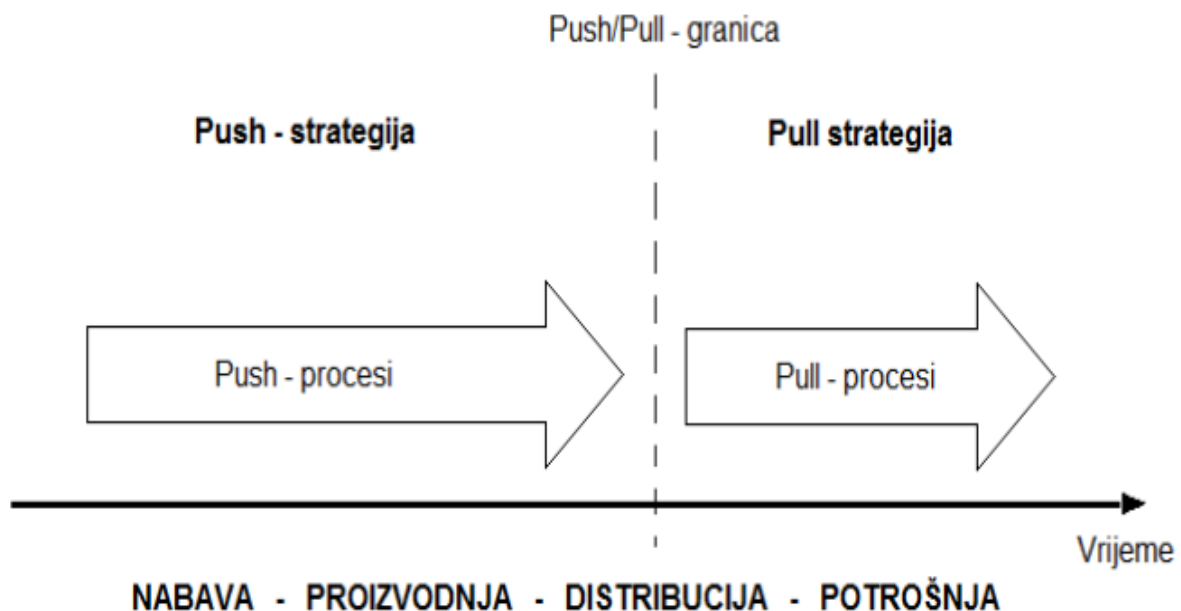 Push/Pull - granica
Push - strategija
Pull strategija
Push - procesi
Pull - procesi
Vrijeme
NABAVA - PROIZVODNJA - DISTRIBUCIJA - POTROŠNJA